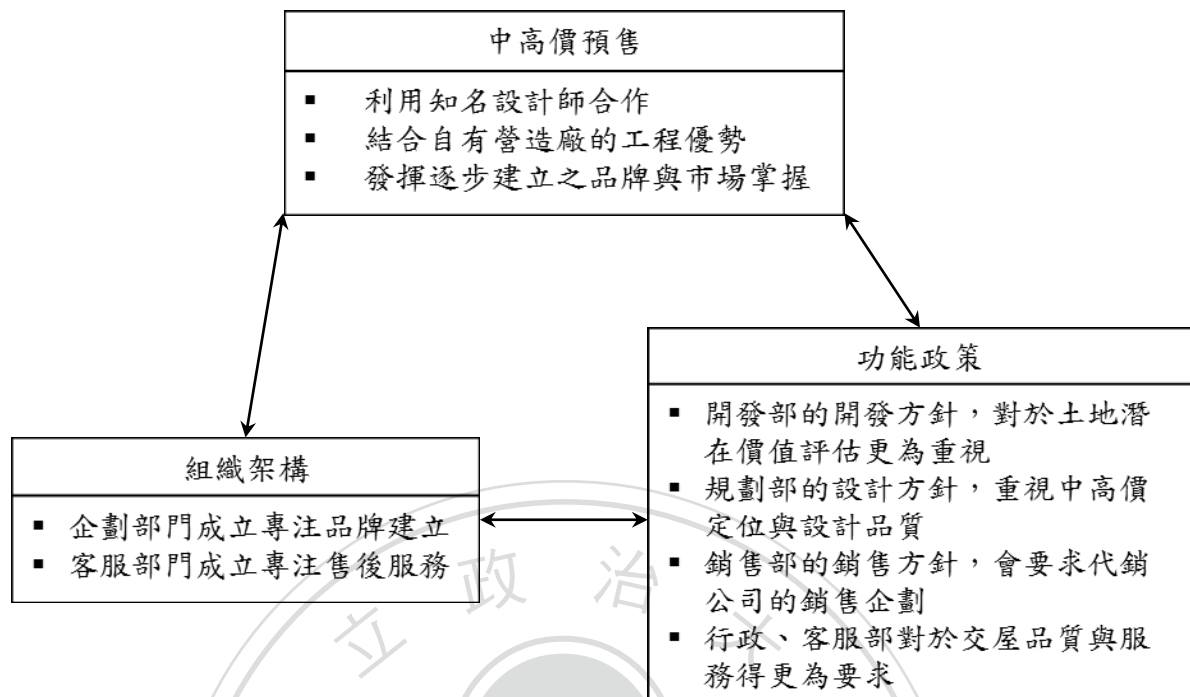 中高價預售
▪ 利用知名設計師合作
▪ 結合自有營造廠的工程優勢
▪ 發揮逐步建立之品牌與市場掌握
功能政策
▪ 開發部的開發方針，對於土地潛
在價值評估更為重視
▪ 規劃部的設計方針，重視中高價
定位與設計品質
▪ 銷售部的銷售方針，會要求代銷
公司的銷售企劃
▪ 行政、客服部對於交屋品質與服
務得更為要求
組織架構
▪ 企劃部門成立專注品牌建立
▪ 客服部門成立專注售後服務
立政治大